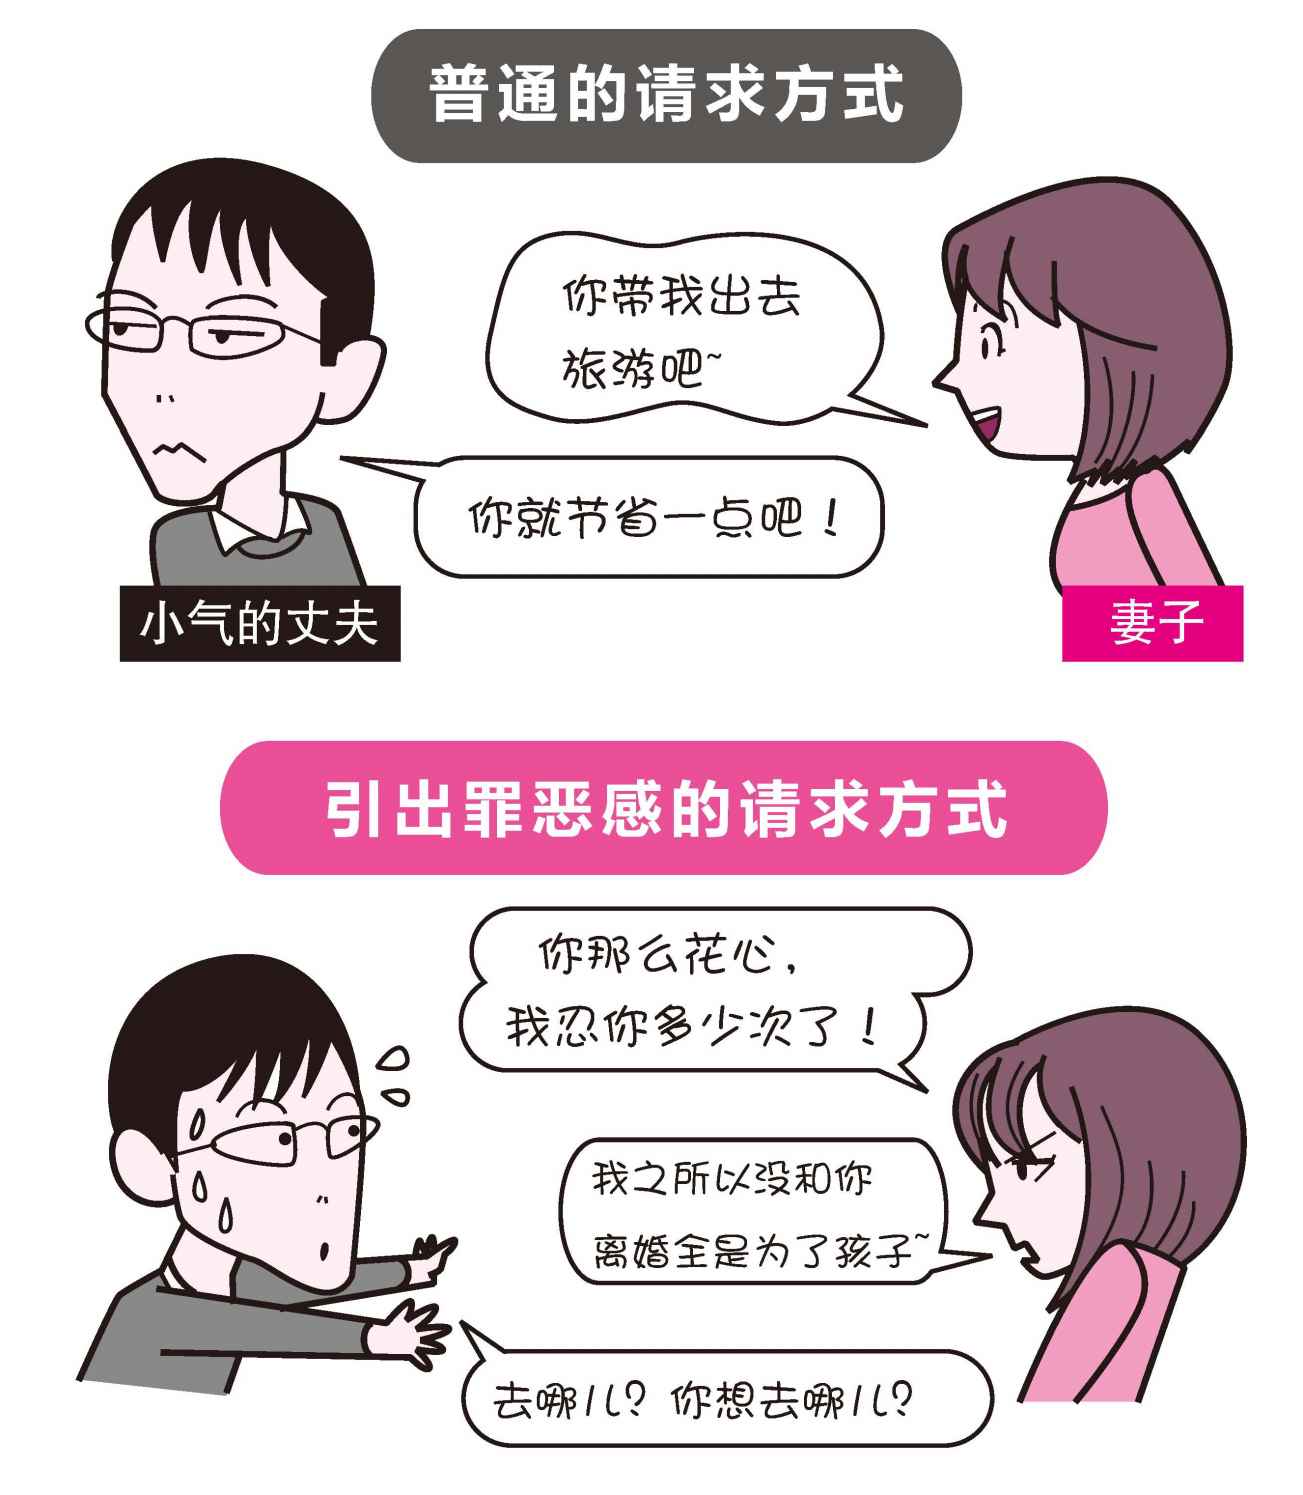 普通的请求方式
你带我出去
旅游吧~
你就节省一点吧！
小气的丈夫
妻子
引出罪恶感的请求方式
你那么花心，
我忍你多少次了！
我之所以没和你
离婚全是为了孩子~
去哪儿？你想去哪儿？